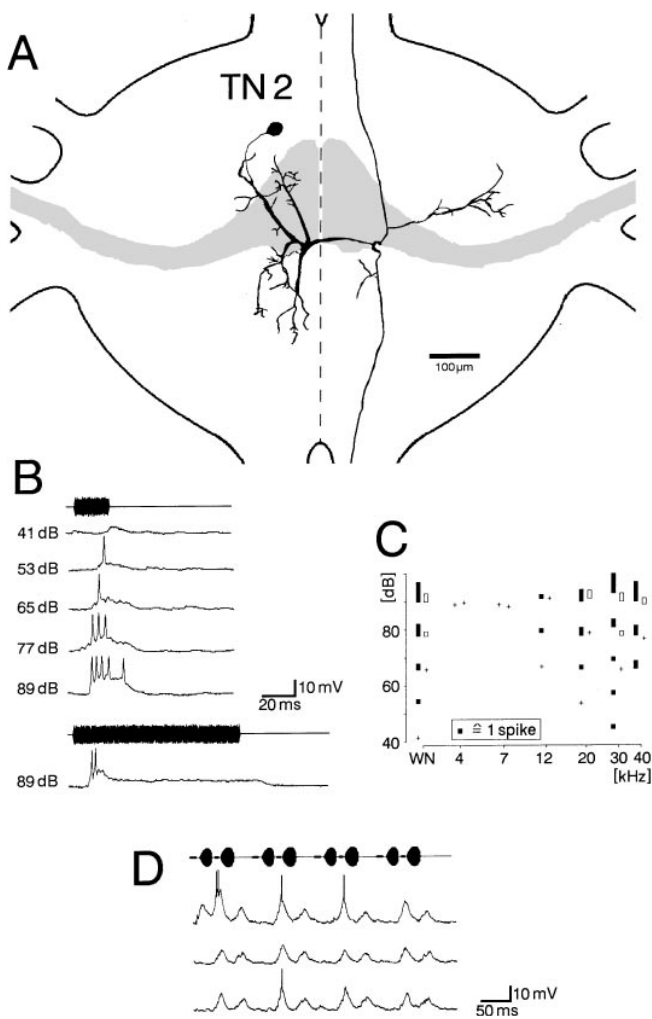 A
TN 2
100µm
B
41 dB
53 dB
65 dB
77 dB
89 dB
10 mV
20 ms
89 dB
C
[dB]
80
60
40
≙ 1 spike
WN 4 7 12 20 30 40
[kHz]
D
10 mV
50 ms